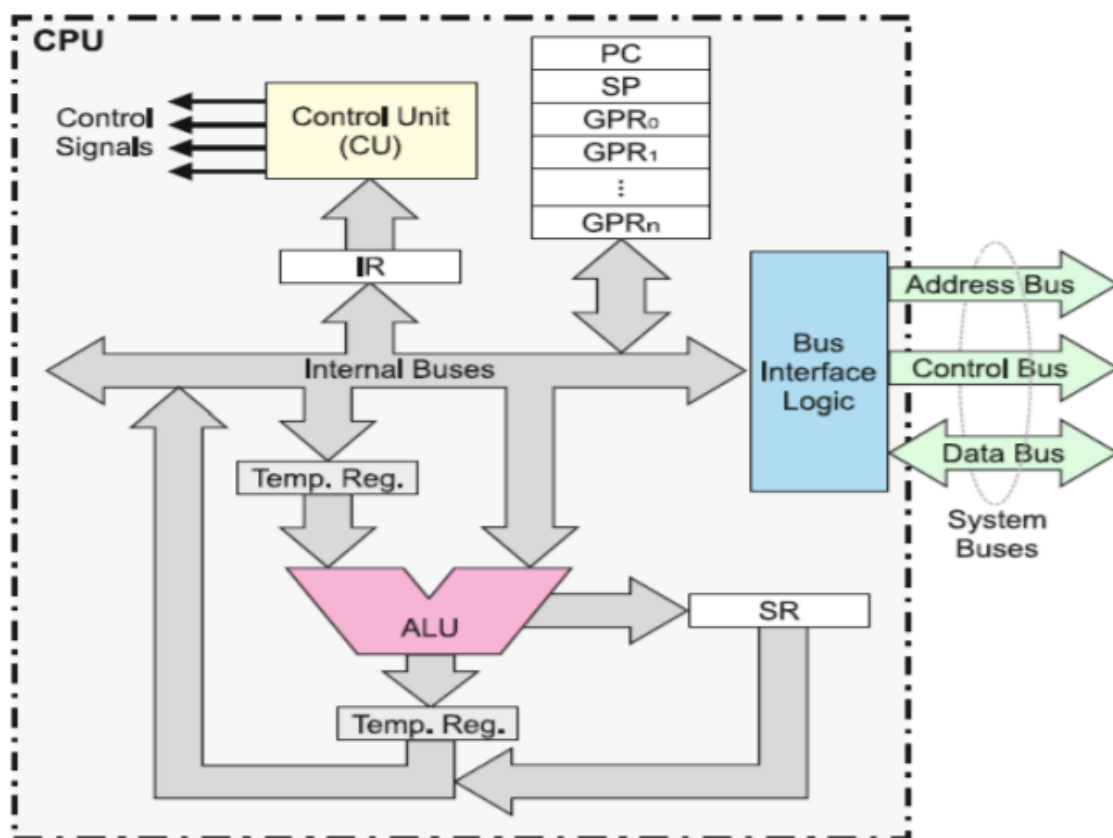 CPU
Control
Signals
Control Unit
(CU)
PC
SP
GPR₀
GPR₁
⋮
GPRn
IR
Internal Buses
Bus
Interface
Logic
Address Bus
Control Bus
Data Bus
System
Buses
Temp. Reg.
ALU
SR
Temp. Reg.